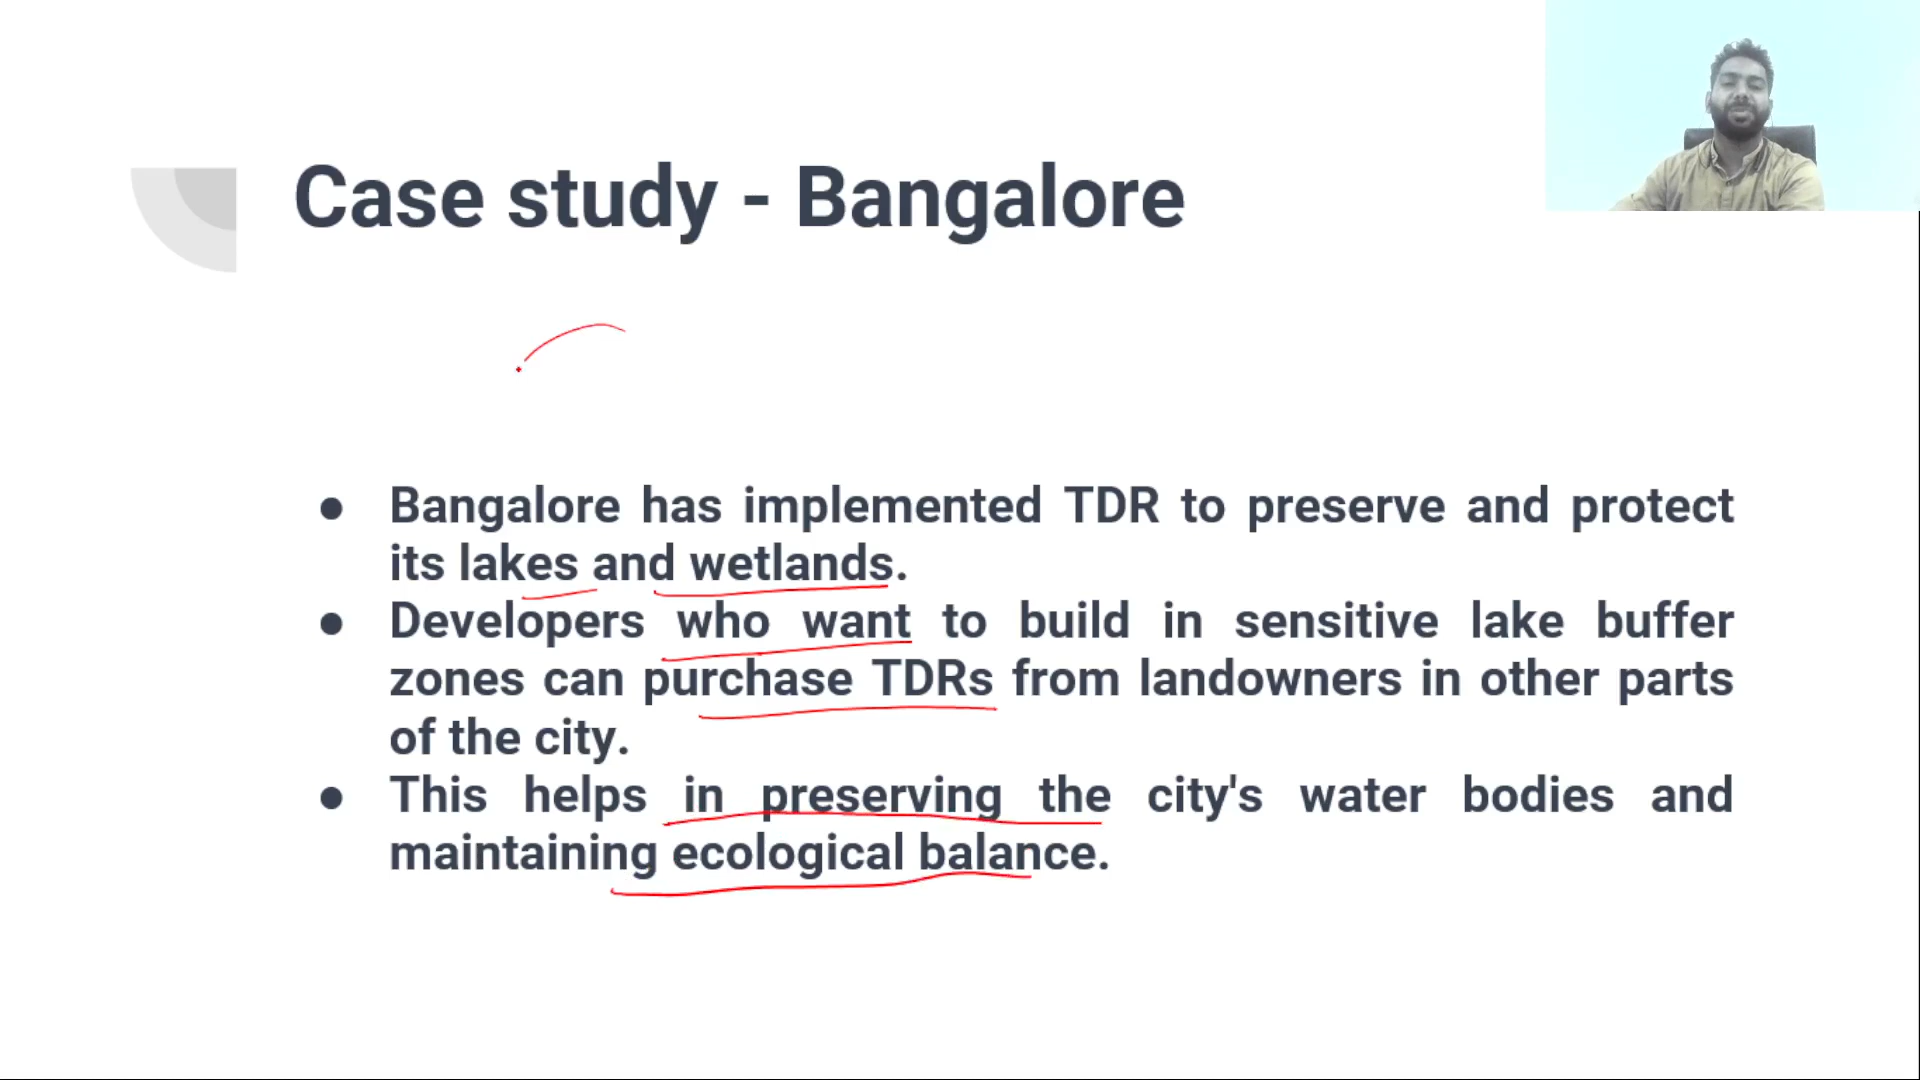 Case study - Bangalore
● Bangalore has implemented TDR to preserve and protect
its lakes and wetlands.
● Developers who want to build in sensitive lake buffer
zones can purchase TDRs from landowners in other parts
of the city.
● This helps in preserving the city's water bodies and
maintaining ecological balance.